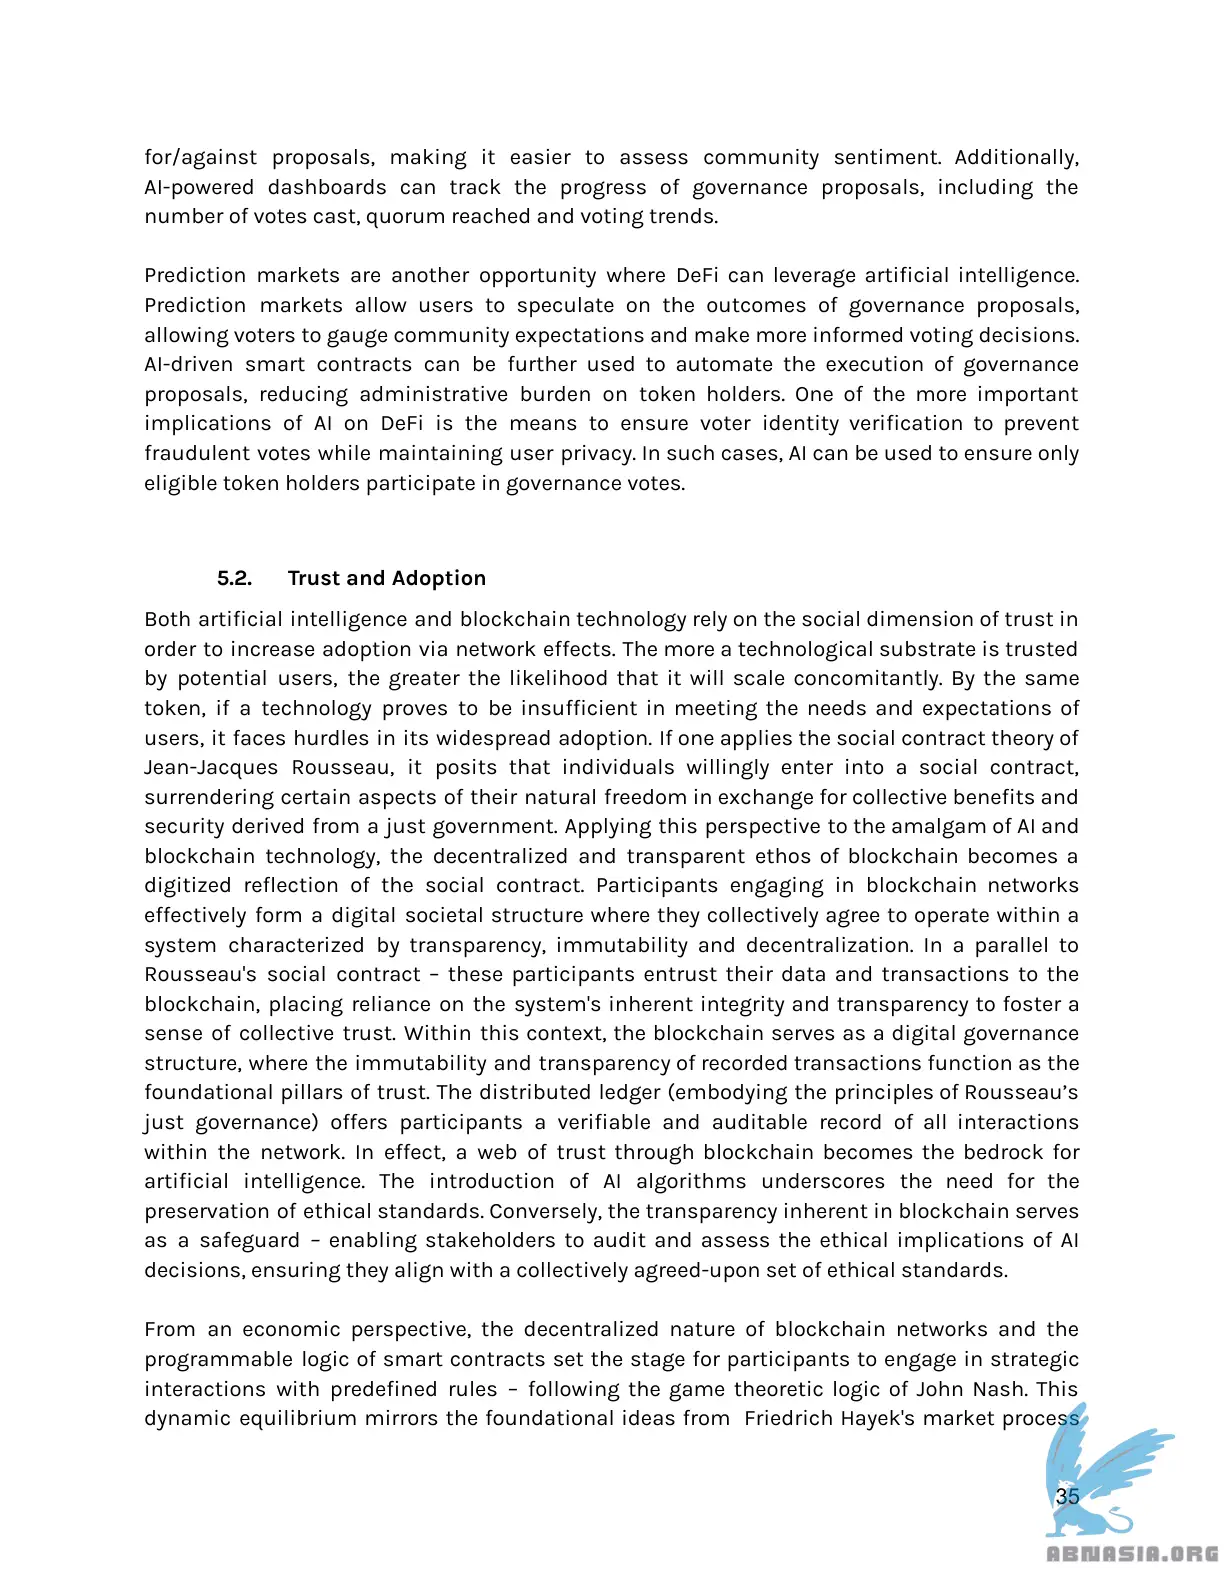 for/against proposals, making it easier to assess community sentiment. Additionally,
AI-powered dashboards can track the progress of governance proposals, including the
number of votes cast, quorum reached and voting trends.
Prediction markets are another opportunity where DeFi can leverage artificial intelligence.
Prediction markets allow users to speculate on the outcomes of governance proposals,
allowing voters to gauge community expectations and make more informed voting decisions.
AI-driven smart contracts can be further used to automate the execution of governance
proposals, reducing administrative burden on token holders. One of the more important
implications of AI on DeFi is the means to ensure voter identity verification to prevent
fraudulent votes while maintaining user privacy. In such cases, AI can be used to ensure only
eligible token holders participate in governance votes.
5.2. Trust and Adoption
Both artificial intelligence and blockchain technology rely on the social dimension of trust in
order to increase adoption via network effects. The more a technological substrate is trusted
by potential users, the greater the likelihood that it will scale concomitantly. By the same
token, if a technology proves to be insufficient in meeting the needs and expectations of
users, it faces hurdles in its widespread adoption. If one applies the social contract theory of
Jean-Jacques Rousseau, it posits that individuals willingly enter into a social contract,
surrendering certain aspects of their natural freedom in exchange for collective benefits and
security derived from a just government. Applying this perspective to the amalgam of AI and
blockchain technology, the decentralized and transparent ethos of blockchain becomes a
digitized reflection of the social contract. Participants engaging in blockchain networks
effectively form a digital societal structure where they collectively agree to operate within a
system characterized by transparency, immutability and decentralization. In a parallel to
Rousseau's social contract – these participants entrust their data and transactions to the
blockchain, placing reliance on the system's inherent integrity and transparency to foster a
sense of collective trust. Within this context, the blockchain serves as a digital governance
structure, where the immutability and transparency of recorded transactions function as the
foundational pillars of trust. The distributed ledger (embodying the principles of Rousseau’s
just governance) offers participants a verifiable and auditable record of all interactions
within the network. In effect, a web of trust through blockchain becomes the bedrock for
artificial intelligence. The introduction of AI algorithms underscores the need for the
preservation of ethical standards. Conversely, the transparency inherent in blockchain serves
as a safeguard – enabling stakeholders to audit and assess the ethical implications of AI
decisions, ensuring they align with a collectively agreed-upon set of ethical standards.
From an economic perspective, the decentralized nature of blockchain networks and the
programmable logic of smart contracts set the stage for participants to engage in strategic
interactions with predefined rules – following the game theoretic logic of John Nash. This
dynamic equilibrium mirrors the foundational ideas from Friedrich Hayek's market process
35
ABNASIA.ORG